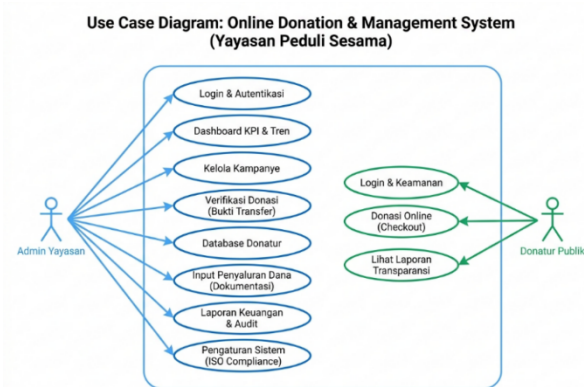 Use Case Diagram: Online Donation & Management System
(Yayasan Peduli Sesama)
Login & Autentikasi
Dashboard KPI & Tren
Kelola Kampanye
Verifikasi Donasi
(Bukti Transfer)
Database Donatur
Input Penyaluran Dana
(Dokumentasi)
Laporan Keuangan
& Audit
Pengaturan Sistem
(ISO Compliance)
Admin Yayasan
Login & Keamanan
Donasi Online
(Checkout)
Lihat Laporan
Transparansi
Donatur Publik